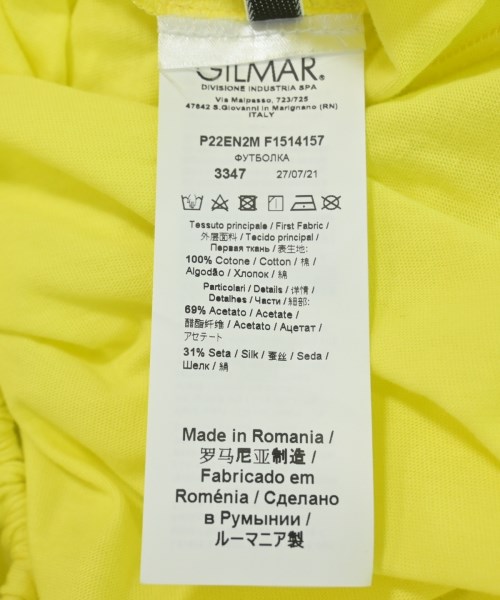 GILMAR®
DIVISIONE INDUSTRIA SPA
Via Malpasso, 723/725
47842 S.Giovanni in Marignano (RN)
ITALY
P22EN2M F1514157
ФУТБОЛКА
3347 27/07/21
Tessuto principale / First Fabric /
外层面料 / Tecido principal /
Первая ткань / 表生地:
100% Cotone / Cotton / 棉 /
Algodão / Хлопок / 綿
Particolari / Details / 详情 /
Detalhes / Части / 細部:
69% Acetato / Acetate /
醋酯纤维 / Acetato / Ацетат /
アセテート
31% Seta / Silk / 蚕丝 / Seda /
Шелк / 絹
Made in Romania /
罗马尼亚制造 /
Fabricado em
Roménia / Сделано
в Румынии /
ルーマニア製